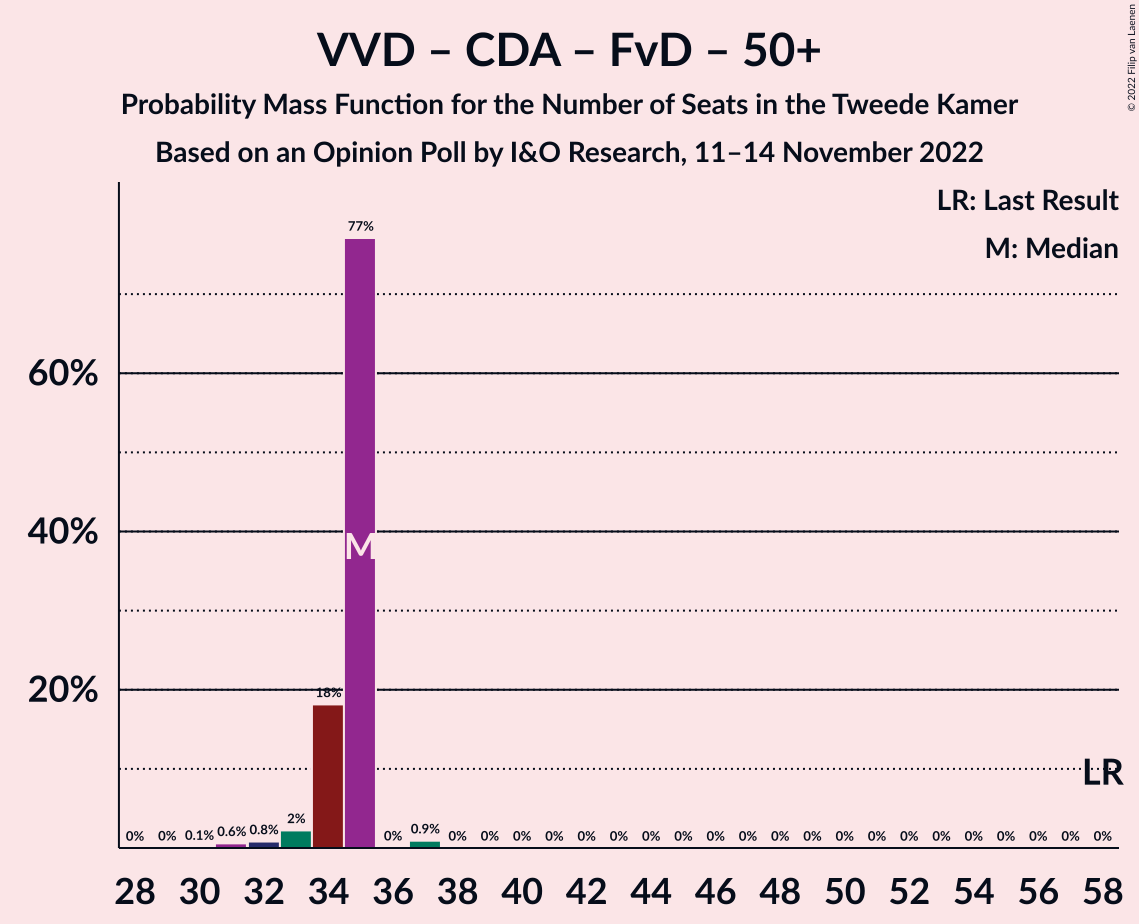 VVD – CDA – FvD – 50+
Probability Mass Function for the Number of Seats in the Tweede Kamer
Based on an Opinion Poll by I&O Research, 11–14 November 2022
© 2022 Filip van Laenen
LR: Last Result
M: Median
77%
60%
40%
M
20%
18%
LR
0% 0% 0.1% 0.6% 0.8% 2% 0% 0.9% 0% 0% 0% 0% 0% 0% 0% 0% 0% 0% 0% 0% 0% 0% 0% 0% 0% 0% 0% 0% 0%
28 30 32 34 36 38 40 42 44 46 48 50 52 54 56 58